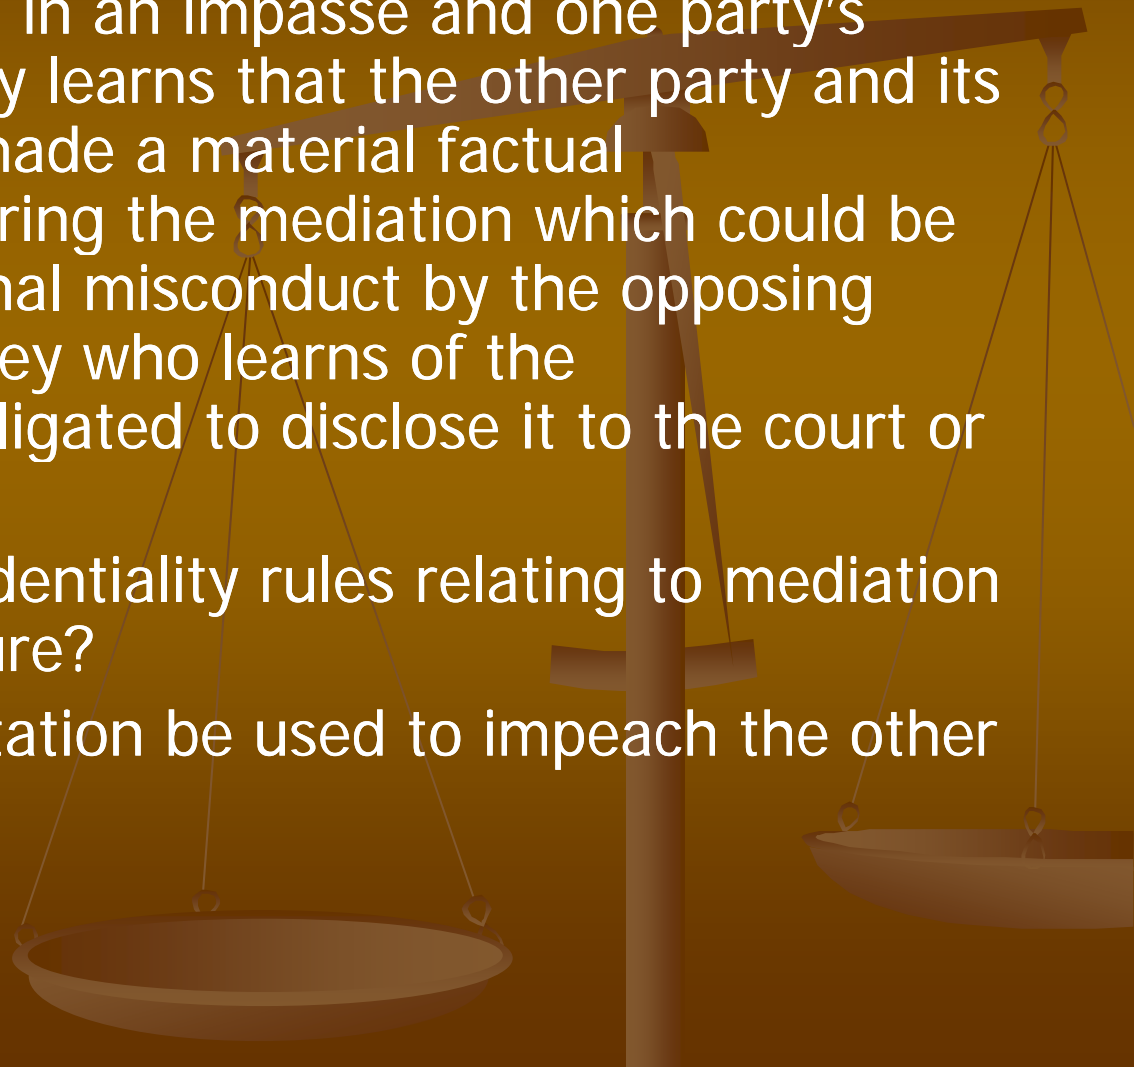 in an impasse and one party's
y learns that the other party and its
made a material factual
ring the mediation which could be
nal misconduct by the opposing
ey who learns of the
ligated to disclose it to the court or
dentiality rules relating to mediation
ure?
tation be used to impeach the other